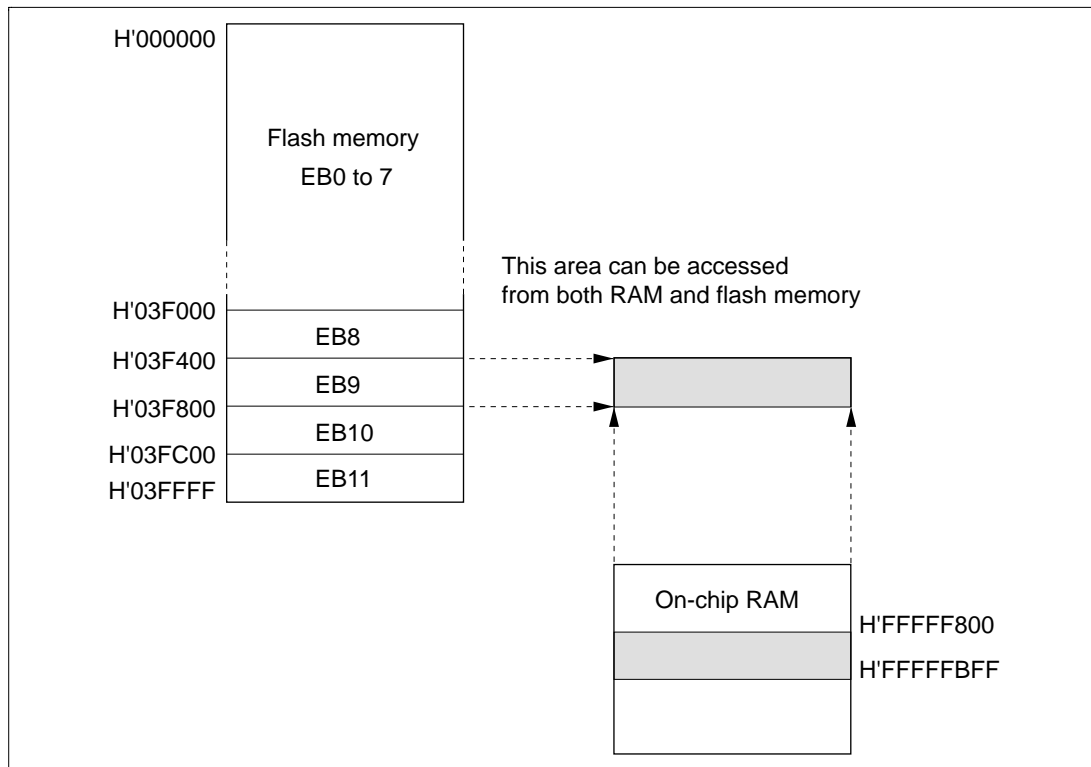 H'000000
Flash memory
EB0 to 7
This area can be accessed
from both RAM and flash memory
H'03F000
EB8
H'03F400
EB9
H'03F800
EB10
H'03FC00
EB11
H'03FFFF
On-chip RAM
H'FFFFF800
H'FFFFFBFF